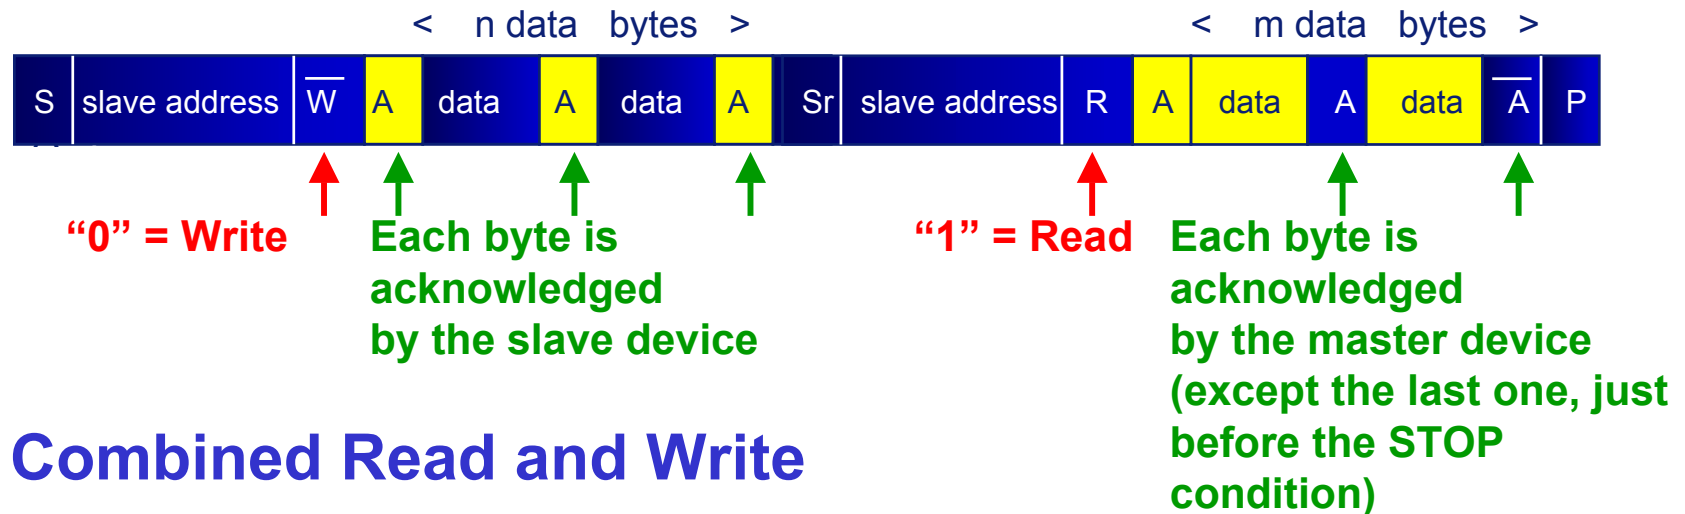 < n data bytes > < m data bytes >
S slave address W̅ A data A data A Sr slave address R A data A data A̅ P
“0” = Write
Each byte is
acknowledged
by the slave device
“1” = Read
Each byte is
acknowledged
by the master device
(except the last one, just
before the STOP
condition)
Combined Read and Write